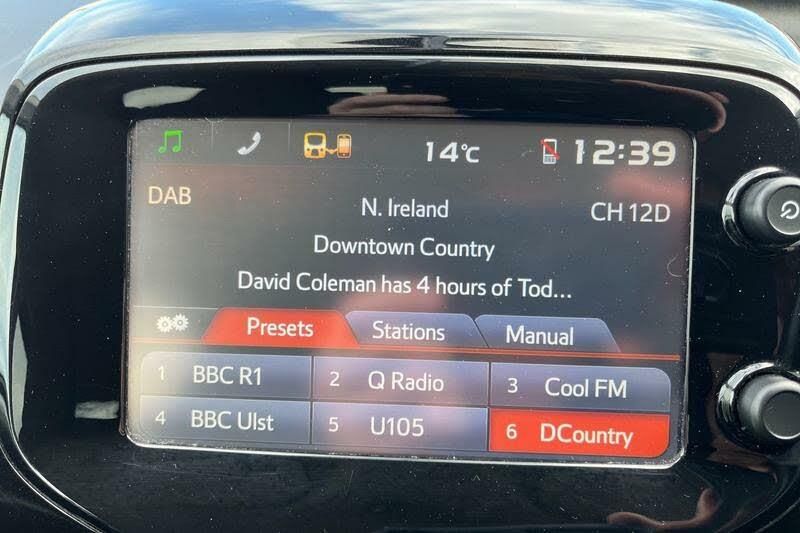 14°C 12:39
DAB
N. Ireland
CH 12D
Downtown Country
David Coleman has 4 hours of Tod...
Presets Stations Manual
1 BBC R1 2 Q Radio 3 Cool FM
4 BBC Ulst 5 U105 6 DCountry